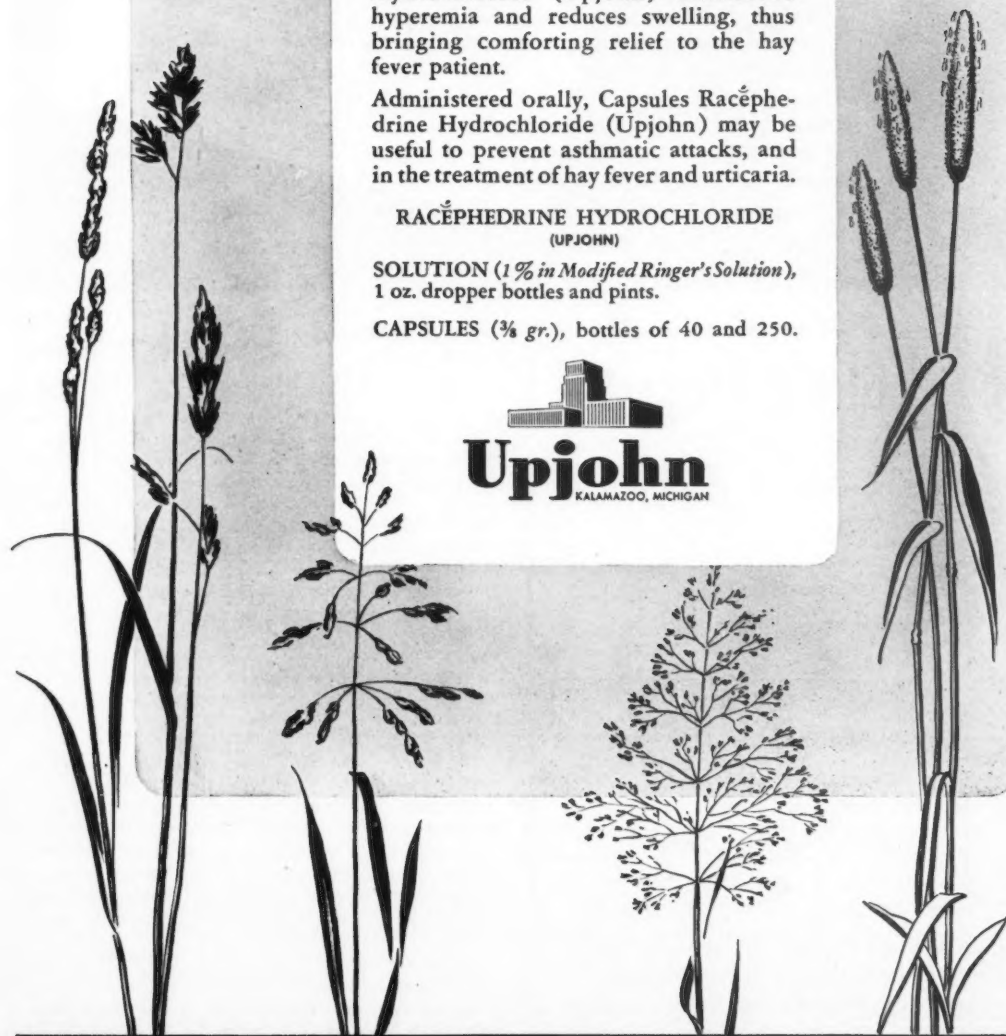 hyperemia and reduces swelling, thus
bringing comforting relief to the hay
fever patient.
Administered orally, Capsules Racĕphe-
drine Hydrochloride (Upjohn) may be
useful to prevent asthmatic attacks, and
in the treatment of hay fever and urticaria.
RACĔPHEDRINE HYDROCHLORIDE
(UPJOHN)
SOLUTION (1% in Modified Ringer's Solution),
1 oz. dropper bottles and pints.
CAPSULES (⅜ gr.), bottles of 40 and 250.
Upjohn
KALAMAZOO, MICHIGAN